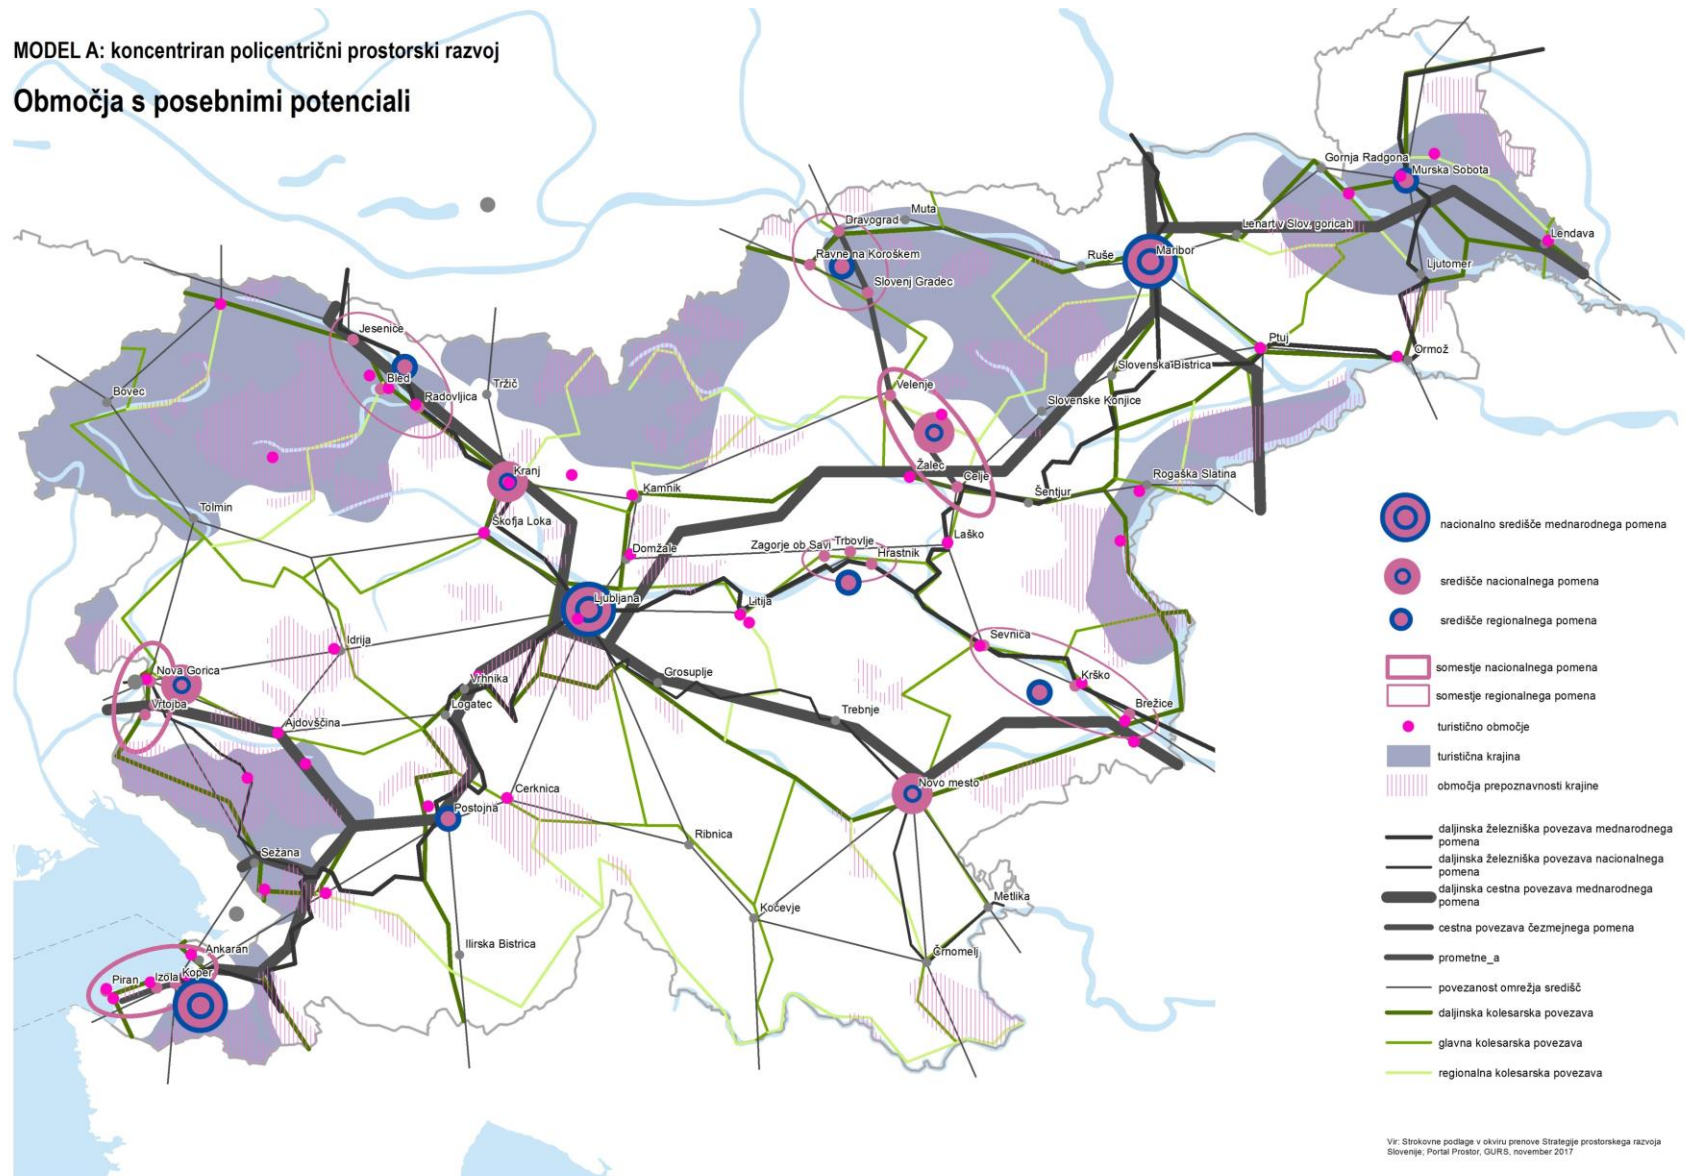 MODEL A: koncentriran policentrični prostorski razvoj
Območja s posebnimi potenciali
Gornja Radgona
Murska Sobota
Dravograd
Muta
Lenart v Slov. goricah
Lendava
Ravne na Koroškem
Ruše
Maribor
Ljutomer
Slovenj Gradec
Jesenice
Ptuj
Ormož
Bovec
Bled
Tržič
Radovljica
Velenje
Slovenska Bistrica
Slovenske Konjice
Kranj
Žalec
Celje
Rogaška Slatina
Kamnik
Šentjur
Tolmin
Škofja Loka
Domžale
Zagorje ob Savi
Trbovlje
Hrastnik
Laško
Ljubljana
Litija
Idrija
Sevnica
Nova Gorica
Vrhnika
Grosuplje
Krško
Vrtojba
Logatec
Brežice
Ajdovščina
Trebnje
Novo mesto
Cerknica
Postojna
Ribnica
Sežana
Metlika
Kočevje
Ankaran
Ilirska Bistrica
Črnomelj
Piran
Izola
Koper
nacionalno središče mednarodnega pomena
središče nacionalnega pomena
središče regionalnega pomena
somestje nacionalnega pomena
somestje regionalnega pomena
turistično območje
turistična krajina
območja prepoznavnosti krajine
daljinska železniška povezava mednarodnega
pomena
daljinska železniška povezava nacionalnega
pomena
daljinska cestna povezava mednarodnega
pomena
cestna povezava čezmejnega pomena
prometne_a
povezanost omrežja središč
daljinska kolesarska povezava
glavna kolesarska povezava
regionalna kolesarska povezava
Vir: Strokovne podlage v okviru prenove Strategije prostorskega razvoja
Slovenije; Portal Prostor, GURS, november 2017